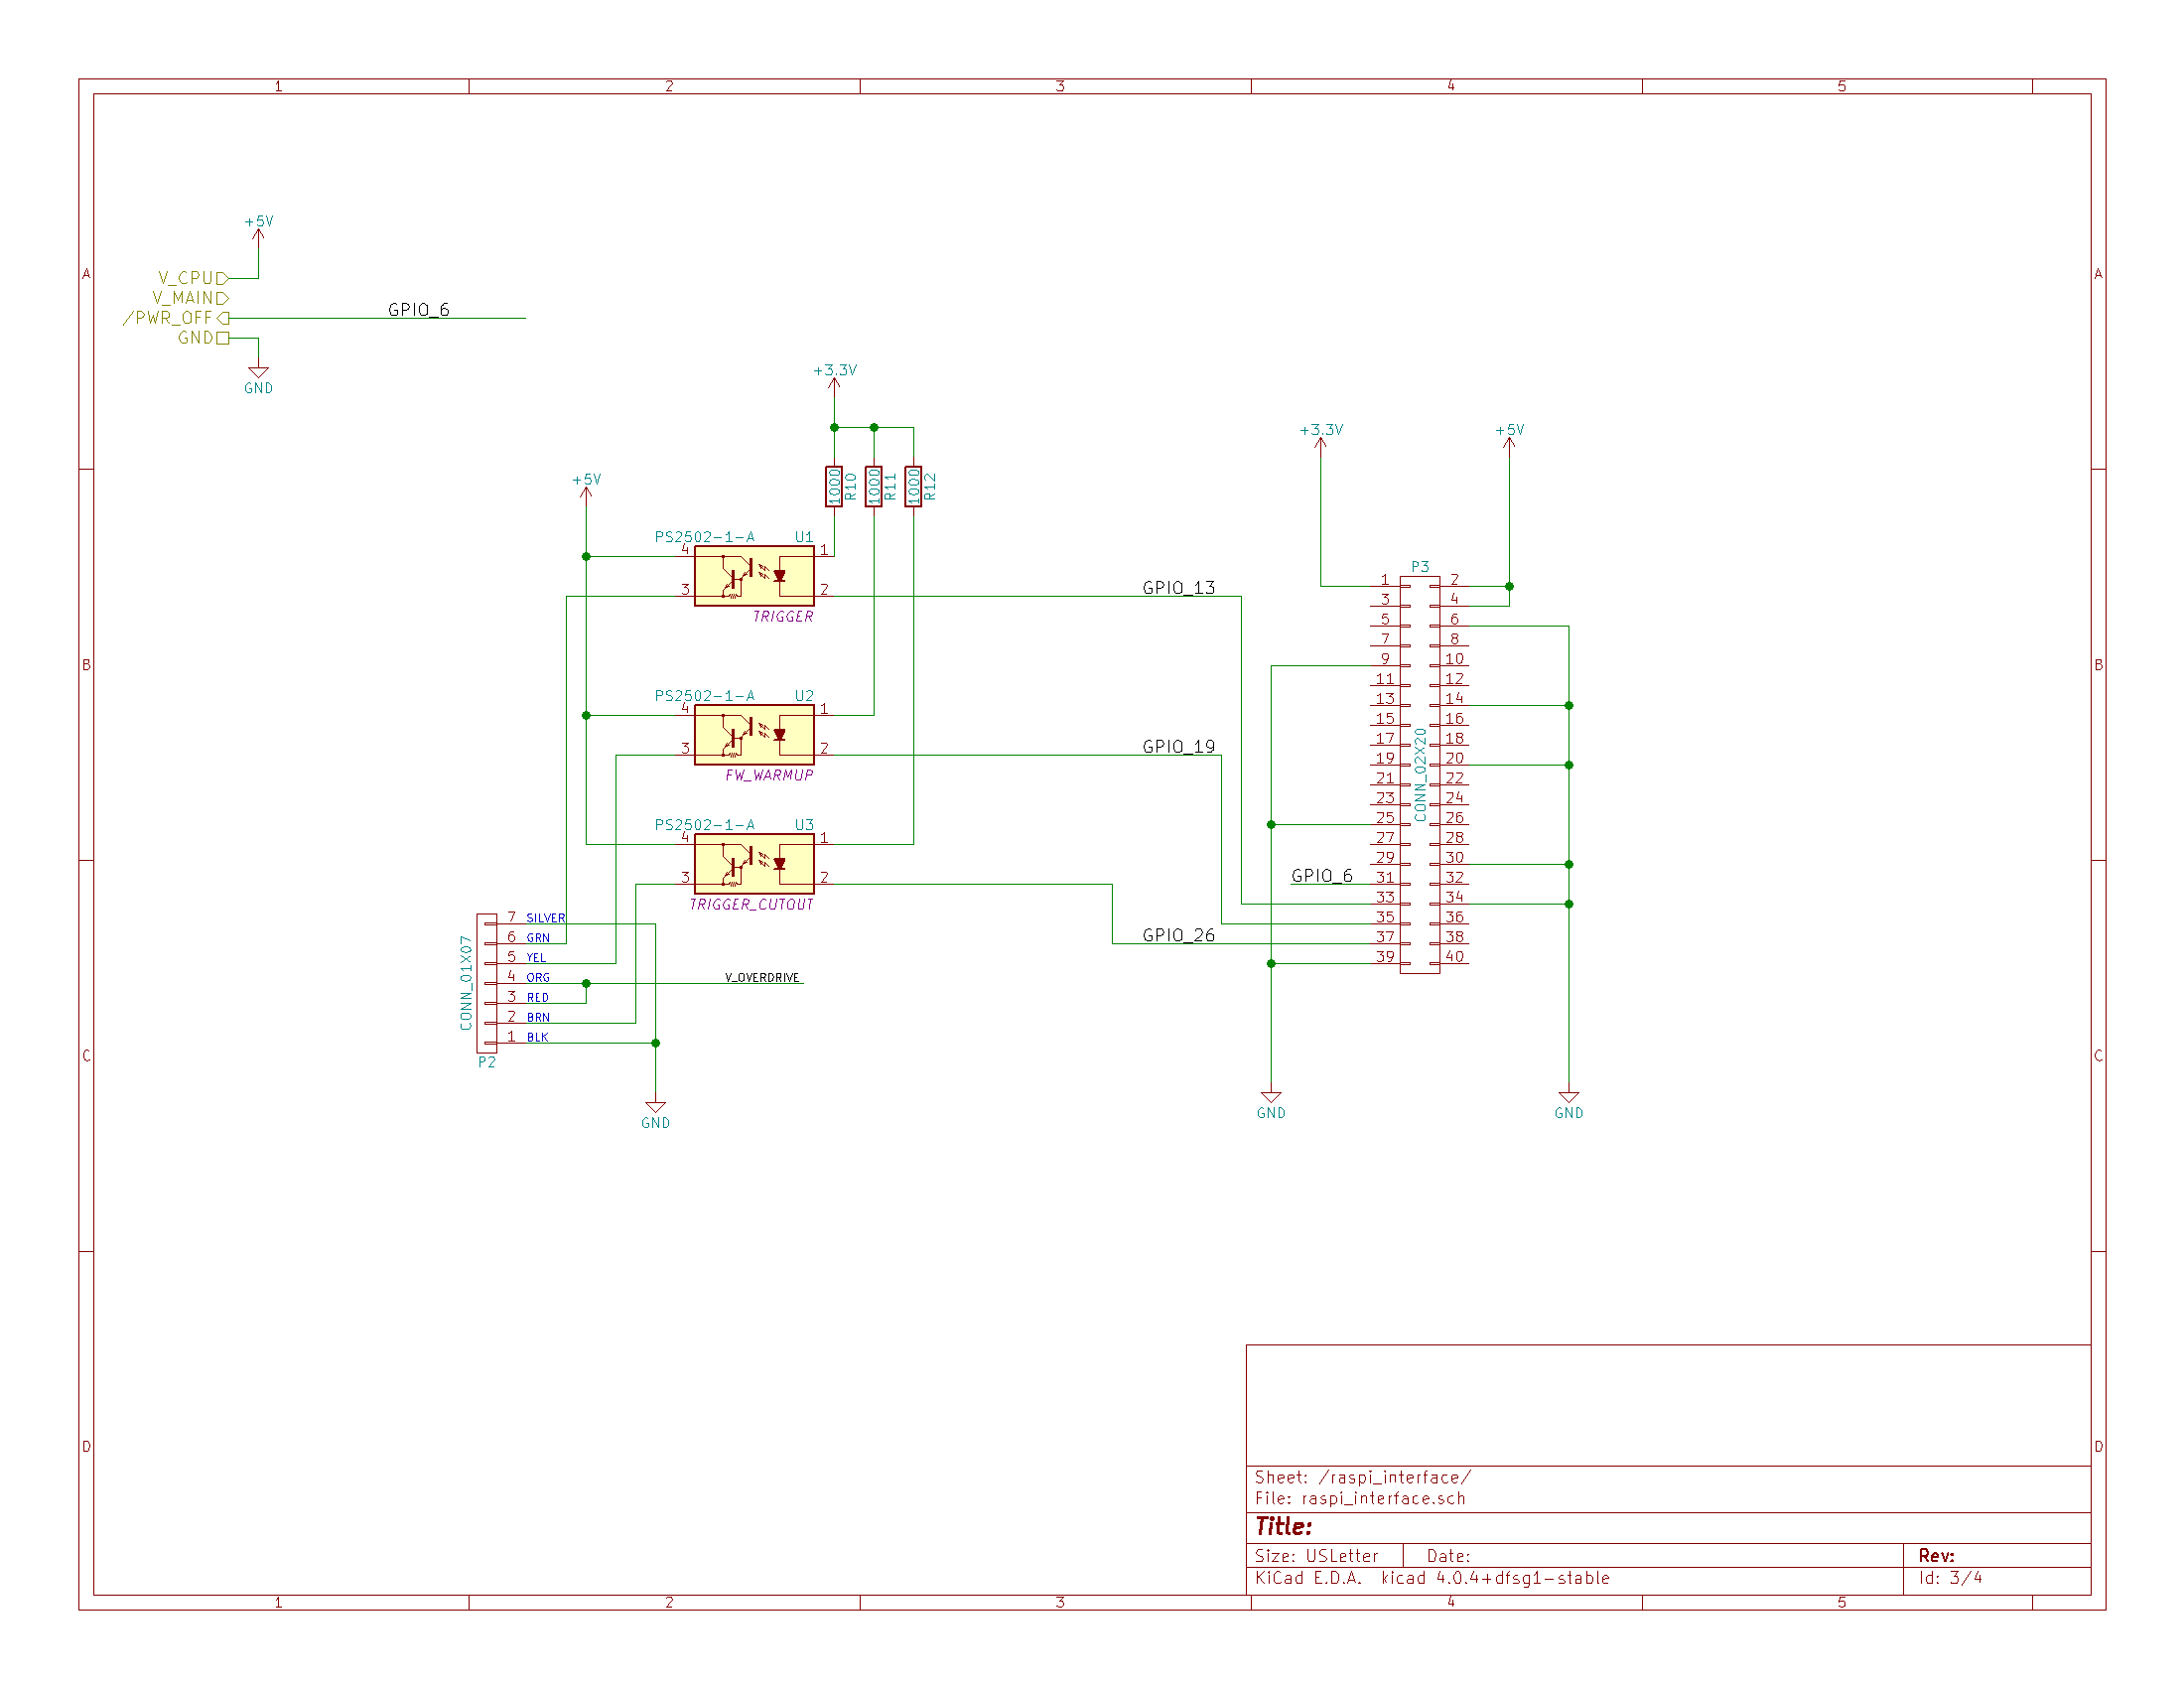 1 2 3 4 5
A A
B B
C C
D D
+5V
V_CPU
V_MAIN
/PWR_OFF GPIO_6
GND
GND
+3.3V
1000 R10 1000 R11 1000 R12
+5V
PS2502-1-A U1
4 1
3 2
TRIGGER
PS2502-1-A U2
4 1
3 2
FW_WARMUP
PS2502-1-A U3
4 1
3 2
TRIGGER_CUTOUT
GPIO_13
GPIO_19
GPIO_26
CONN_01X07
7 SILVER
6 GRN
5 YEL
4 ORG V_OVERDRIVE
3 RED
2 BRN
1 BLK
P2
GND
+3.3V +5V
P3
CONN_02X20
1 2
3 4
5 6
7 8
9 10
11 12
13 14
15 16
17 18
19 20
21 22
23 24
25 26
27 28
29 30
GPIO_6 31 32
33 34
35 36
37 38
39 40
GND GND
Sheet: /raspi_interface/
File: raspi_interface.sch
Title:
Size: USLetter Date: Rev:
KiCad E.D.A. kicad 4.0.4+dfsg1-stable Id: 3/4
1 2 3 4 5